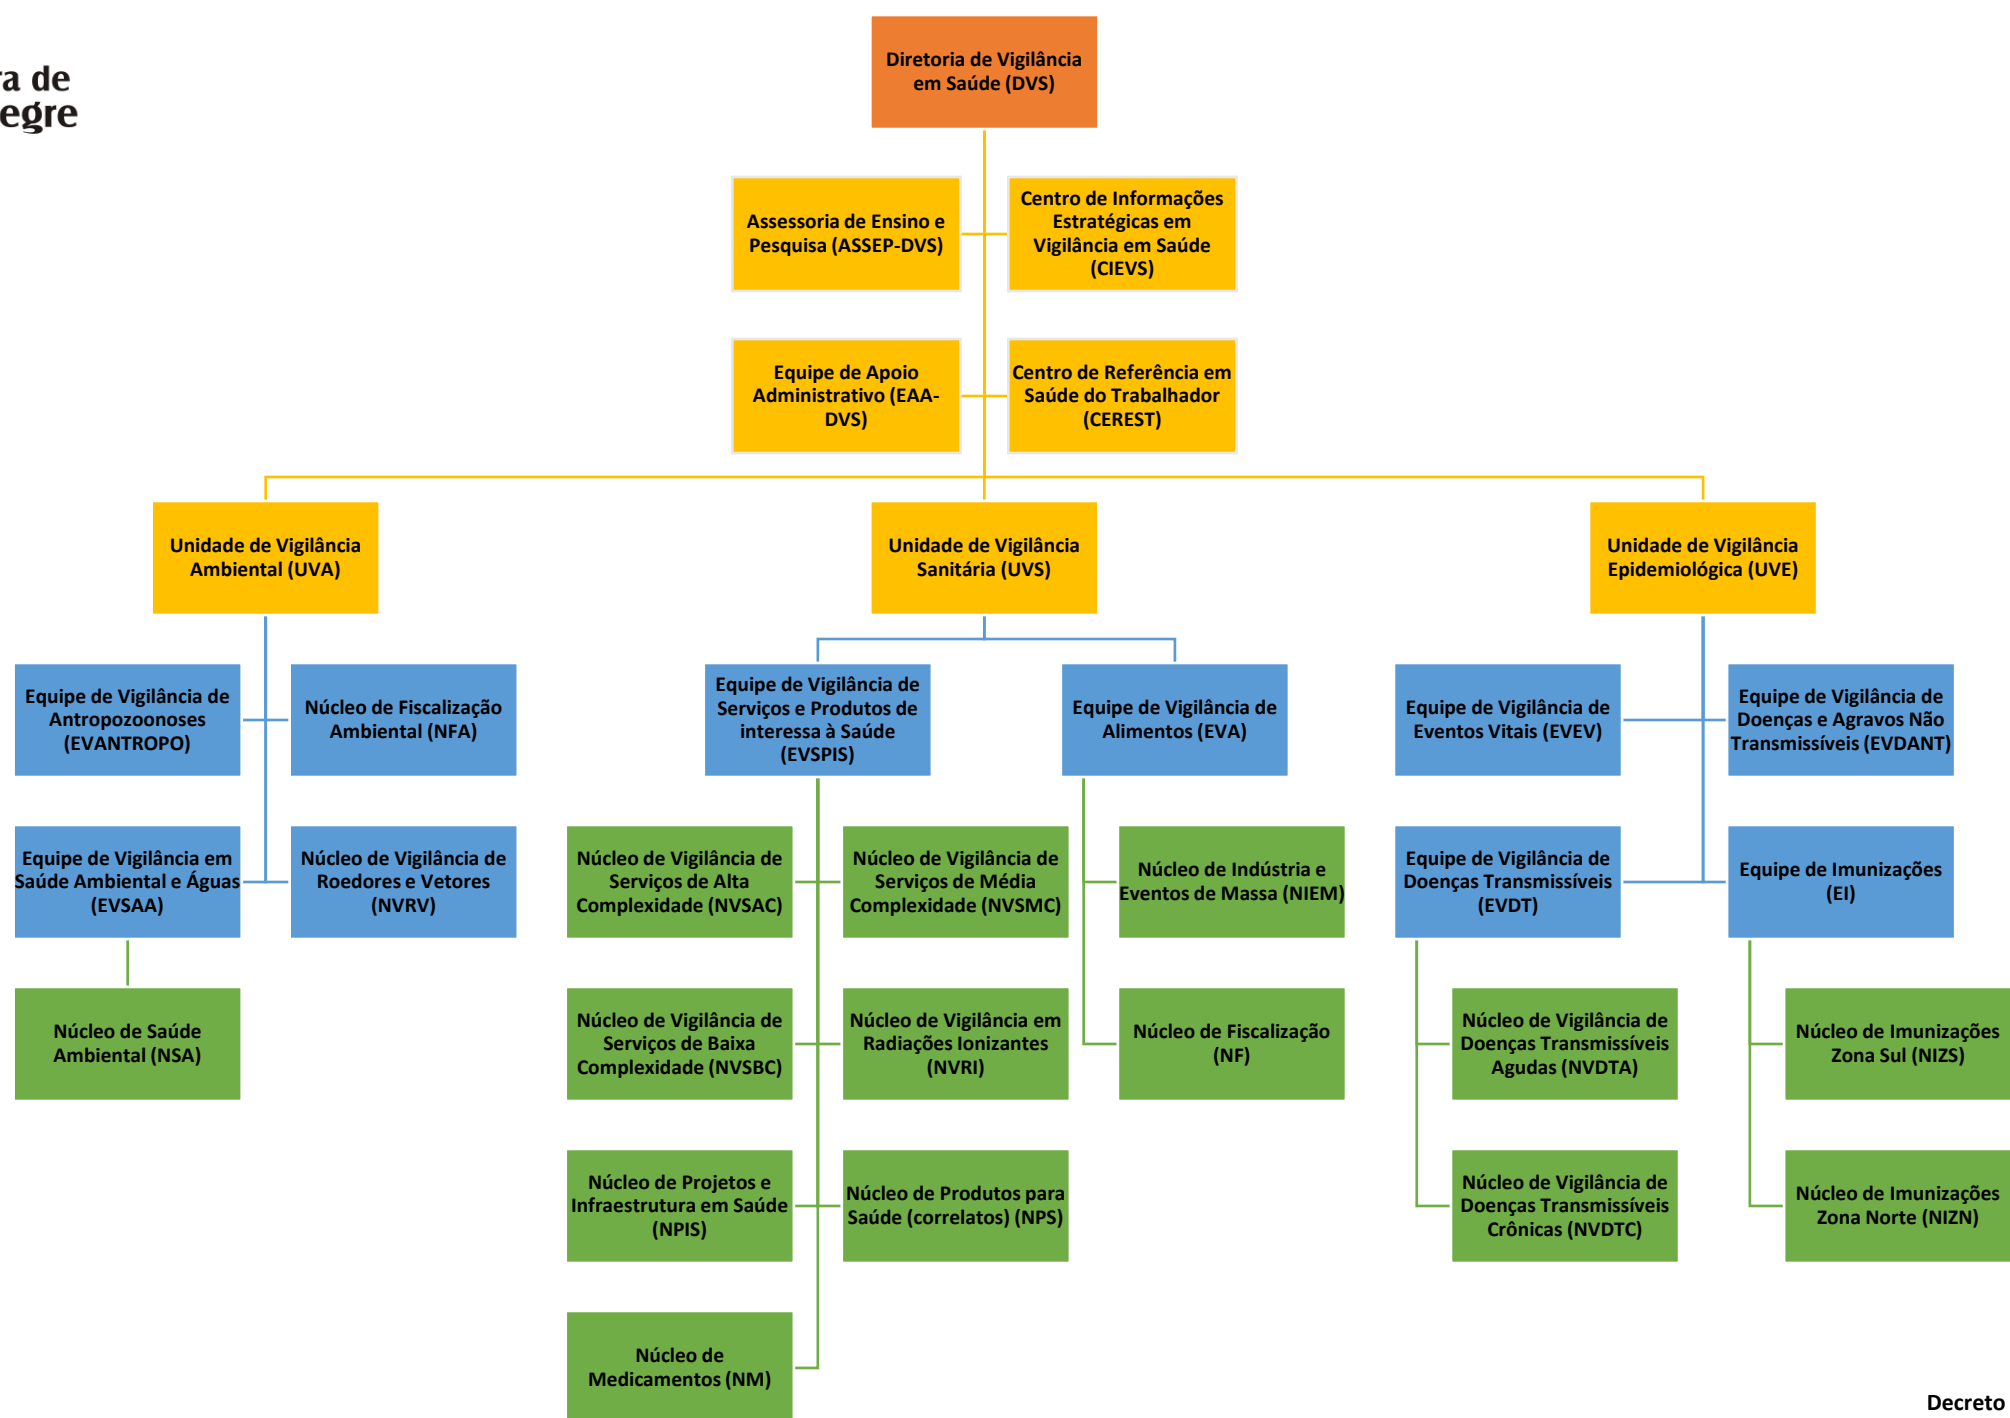 ra de
egre
Diretoria de Vigilância
em Saúde (DVS)
Assessoria de Ensino e
Pesquisa (ASSEP-DVS)
Centro de Informações
Estratégicas em
Vigilância em Saúde
(CIEVS)
Equipe de Apoio
Administrativo (EAA-
DVS)
Centro de Referência em
Saúde do Trabalhador
(CEREST)
Unidade de Vigilância
Ambiental (UVA)
Unidade de Vigilância
Sanitária (UVS)
Unidade de Vigilância
Epidemiológica (UVE)
Equipe de Vigilância de
Antropozoonoses
(EVANTROPO)
Núcleo de Fiscalização
Ambiental (NFA)
Equipe de Vigilância de
Serviços e Produtos de
interessa à Saúde
(EVSPIS)
Equipe de Vigilância de
Alimentos (EVA)
Equipe de Vigilância de
Eventos Vitais (EVEV)
Equipe de Vigilância de
Doenças e Agravos Não
Transmissíveis (EVDANT)
Equipe de Vigilância em
Saúde Ambiental e Águas
(EVSAA)
Núcleo de Vigilância de
Roedores e Vetores
(NVRV)
Núcleo de Vigilância de
Serviços de Alta
Complexidade (NVSAC)
Núcleo de Vigilância de
Serviços de Média
Complexidade (NVSMC)
Núcleo de Indústria e
Eventos de Massa (NIEM)
Equipe de Vigilância de
Doenças Transmissíveis
(EVDT)
Equipe de Imunizações
(EI)
Núcleo de Saúde
Ambiental (NSA)
Núcleo de Vigilância de
Serviços de Baixa
Complexidade (NVSBC)
Núcleo de Vigilância em
Radiações Ionizantes
(NVRI)
Núcleo de Fiscalização
(NF)
Núcleo de Vigilância de
Doenças Transmissíveis
Agudas (NVDTA)
Núcleo de Imunizações
Zona Sul (NIZS)
Núcleo de Projetos e
Infraestrutura em Saúde
(NPIS)
Núcleo de Produtos para
Saúde (correlatos) (NPS)
Núcleo de Vigilância de
Doenças Transmissíveis
Crônicas (NVDTC)
Núcleo de Imunizações
Zona Norte (NIZN)
Núcleo de
Medicamentos (NM)
Decreto